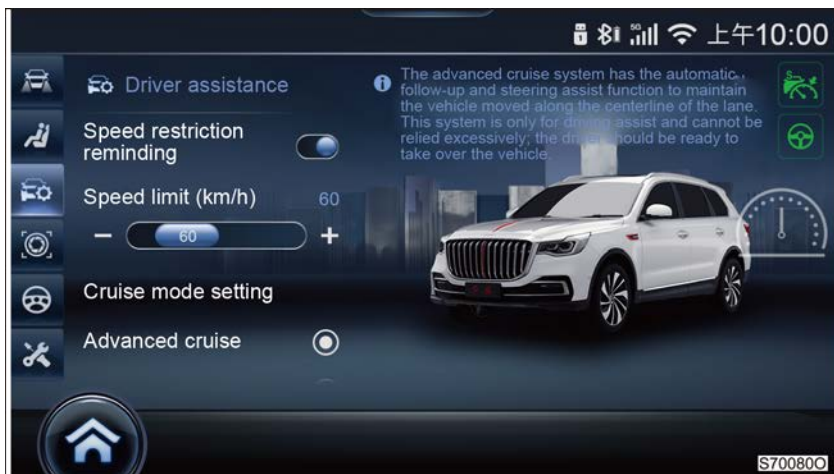 5G
上午10:00
Driver assistance
The advanced cruise system has the automatic
follow-up and steering assist function to maintain
the vehicle moved along the centerline of the lane.
This system is only for driving assist and cannot be
relied excessively; the driver should be ready to
take over the vehicle.
Speed restriction
reminding
Speed limit (km/h) 60
− 60 +
Cruise mode setting
Advanced cruise
S70080O